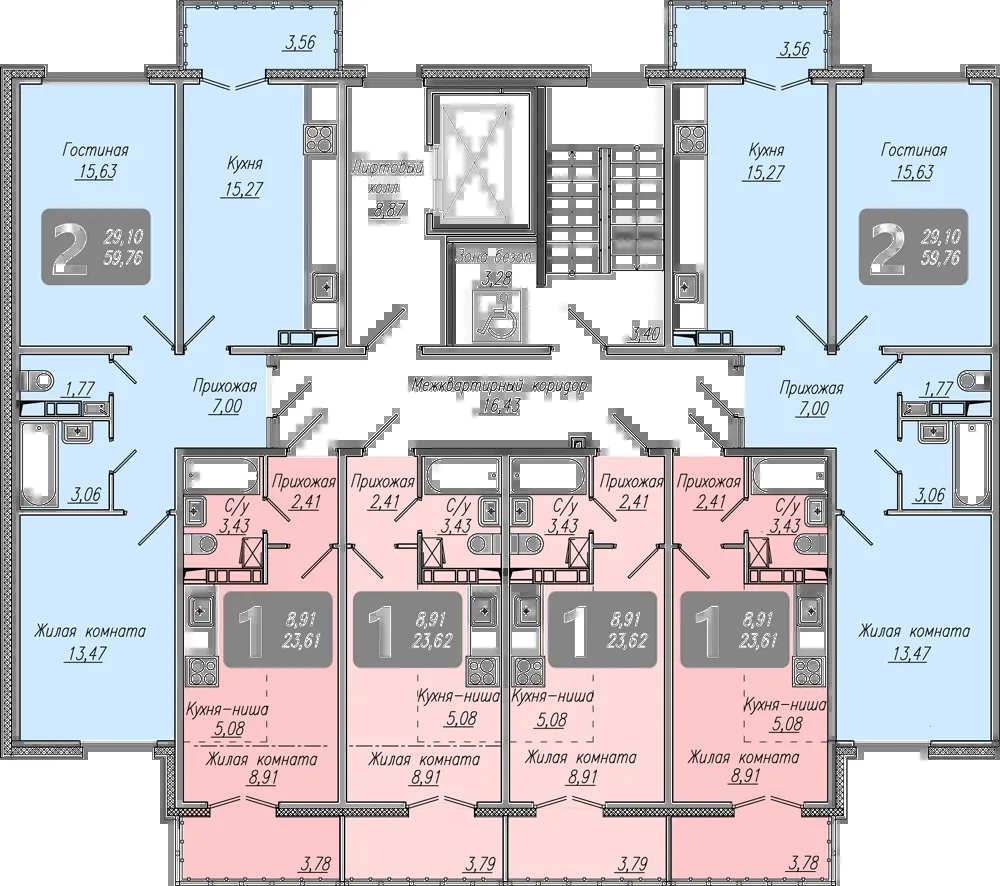 3,56
3,56
Гостиная
15,63
Кухня
15,27
Лифтовый
холл
8,87
Кухня
15,27
Гостиная
15,63
2
29,10
59,76
2
29,10
59,76
Зона безоп.
3,28
3,40
1,77
Прихожая
7,00
Межквартирный коридор
16,43
Прихожая
7,00
1,77
3,06
3,06
Прихожая
2,41
Прихожая
2,41
Прихожая
2,41
Прихожая
2,41
С/у
3,43
С/у
3,43
С/у
3,43
С/у
3,43
Жилая комната
13,47
1
8,91
23,61
1
8,91
23,62
1
8,91
23,62
1
8,91
23,61
Жилая комната
13,47
Кухня-ниша
5,08
Кухня-ниша
5,08
Кухня-ниша
5,08
Кухня-ниша
5,08
Жилая комната
8,91
Жилая комната
8,91
Жилая комната
8,91
Жилая комната
8,91
3,78
3,79
3,79
3,78